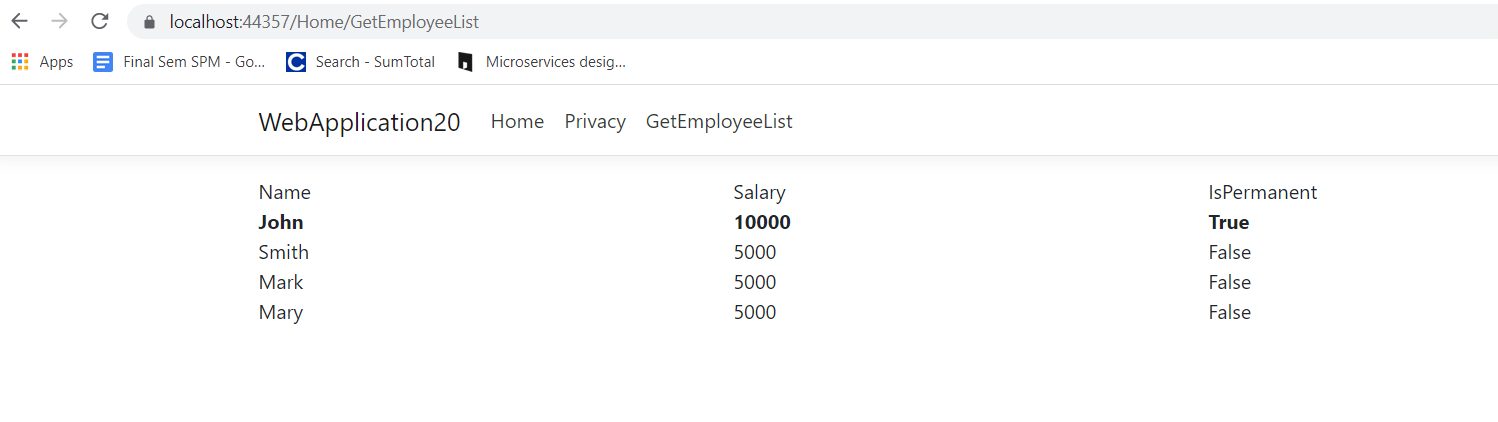 localhost:44357/Home/GetEmployeeList
Apps Final Sem SPM - Go... Search - SumTotal Microservices desig...
WebApplication20 Home Privacy GetEmployeeList
Name Salary IsPermanent
John 10000 True
Smith 5000 False
Mark 5000 False
Mary 5000 False